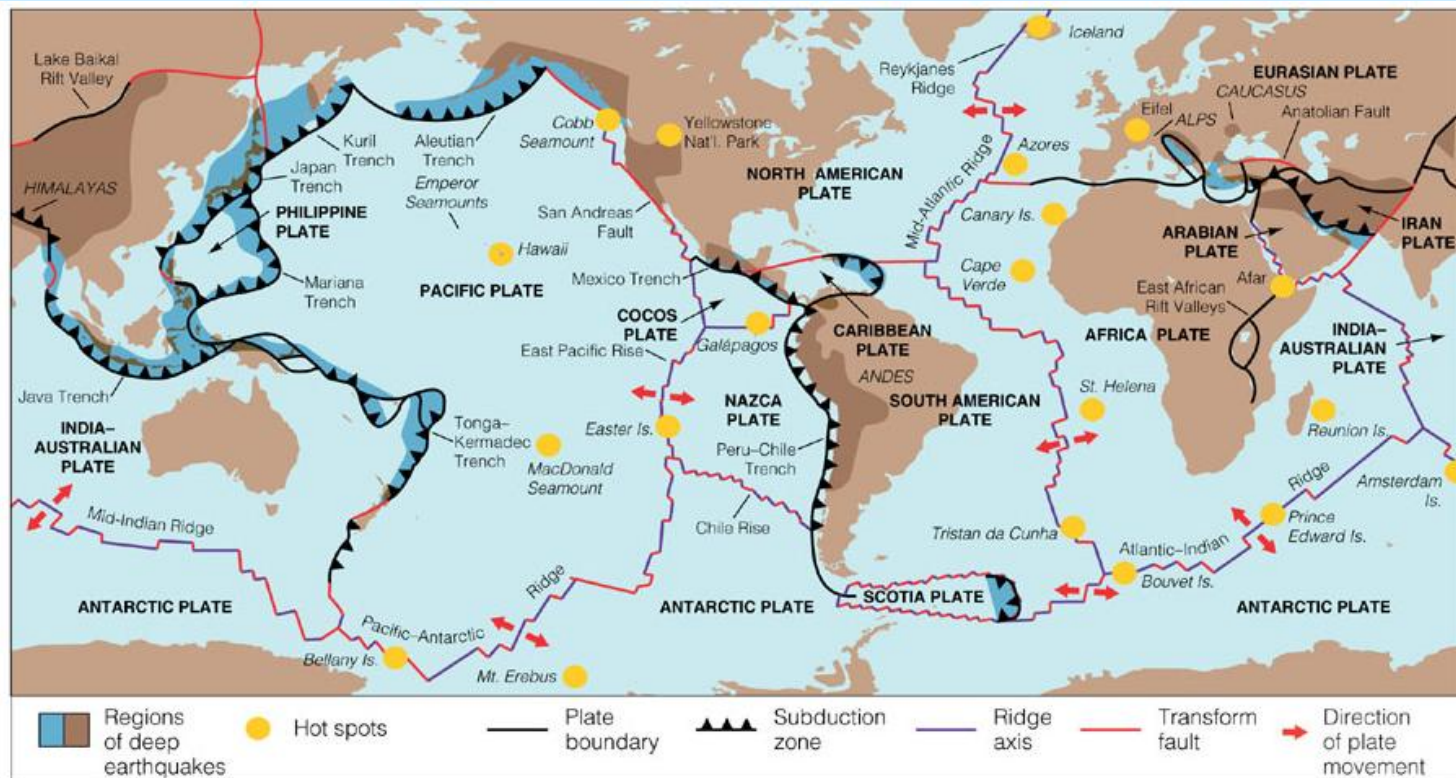 Iceland
Lake Baikal
Rift Valley
Reykjanes
Ridge
EURASIAN PLATE
CAUCASUS
Eifel
ALPS
Anatolian Fault
Kuril
Trench
Aleutian
Trench
Cobb
Seamount
Yellowstone
Nat'l. Park
Azores
Japan
Trench
Emperor
Seamounts
NORTH AMERICAN
PLATE
Mid-Atlantic Ridge
HIMALAYAS
PHILIPPINE
PLATE
San Andreas
Fault
Canary Is.
ARABIAN
PLATE
IRAN
PLATE
Hawaii
Mariana
Trench
PACIFIC PLATE
Mexico Trench
Cape
Verde
Afar
East African
Rift Valleys
COCOS
PLATE
CARIBBEAN
PLATE
AFRICA PLATE
INDIA–
AUSTRALIAN
PLATE
East Pacific Rise
Galápagos
Java Trench
ANDES
NAZCA
PLATE
SOUTH AMERICAN
PLATE
St. Helena
INDIA–
AUSTRALIAN
PLATE
Tonga-
Kermadec
Trench
Easter Is.
Peru–Chile
Trench
Reunion Is.
MacDonald
Seamount
Amsterdam
Is.
Mid-Indian Ridge
Chile Rise
Tristan da Cunha
Atlantic–Indian
Ridge
Prince
Edward Is.
Bouvet Is.
ANTARCTIC PLATE
Pacific–Antarctic
Ridge
ANTARCTIC PLATE
SCOTIA PLATE
ANTARCTIC PLATE
Bellany Is.
Mt. Erebus
Regions
of deep
earthquakes
Hot spots
Plate
boundary
Subduction
zone
Ridge
axis
Transform
fault
Direction
of plate
movement